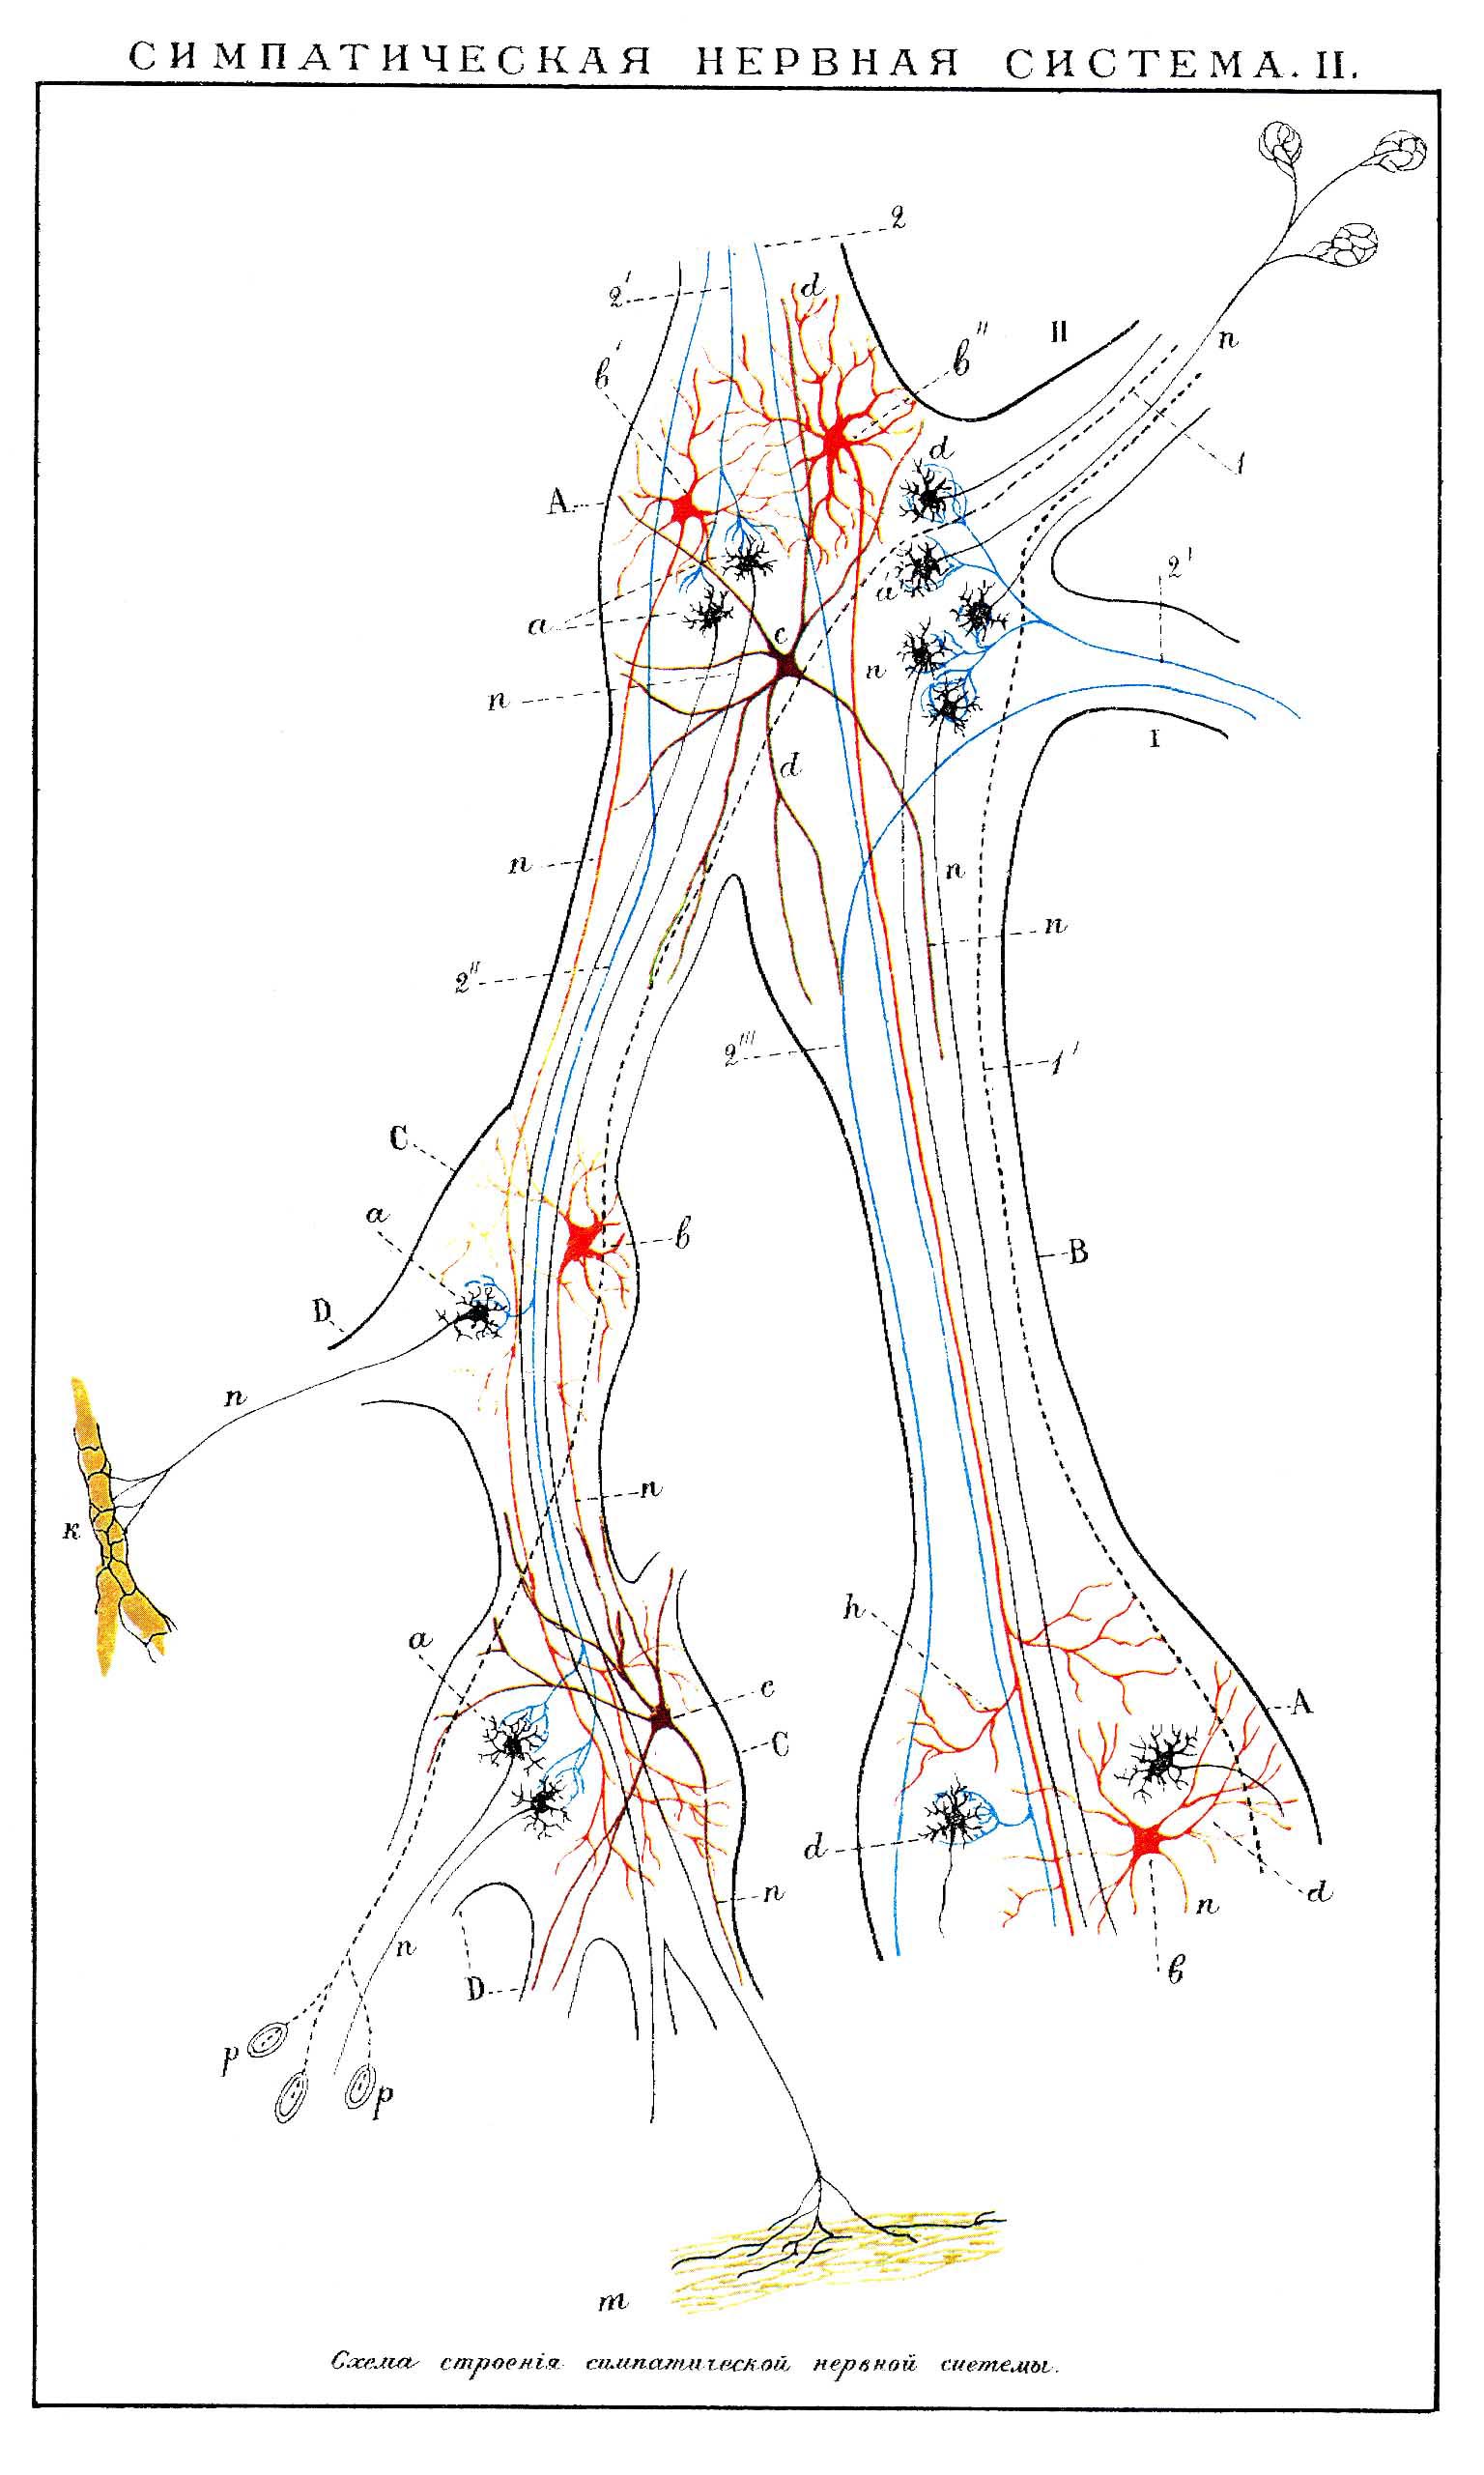 СИМПАТИЧЕСКАЯ НЕРВНАЯ СИСТЕМА. II.
2
2'
d
II
в''
n
в'
d
1
A
2'
a
a
c
n
n
I
d
n
n
n
2''
2'''
1'
C
a
в
B
D
n
n
к
h
a
c
A
C
d
n
d
n
n
D
в
p
p
m
Схема строенія симпатической нервной системы.